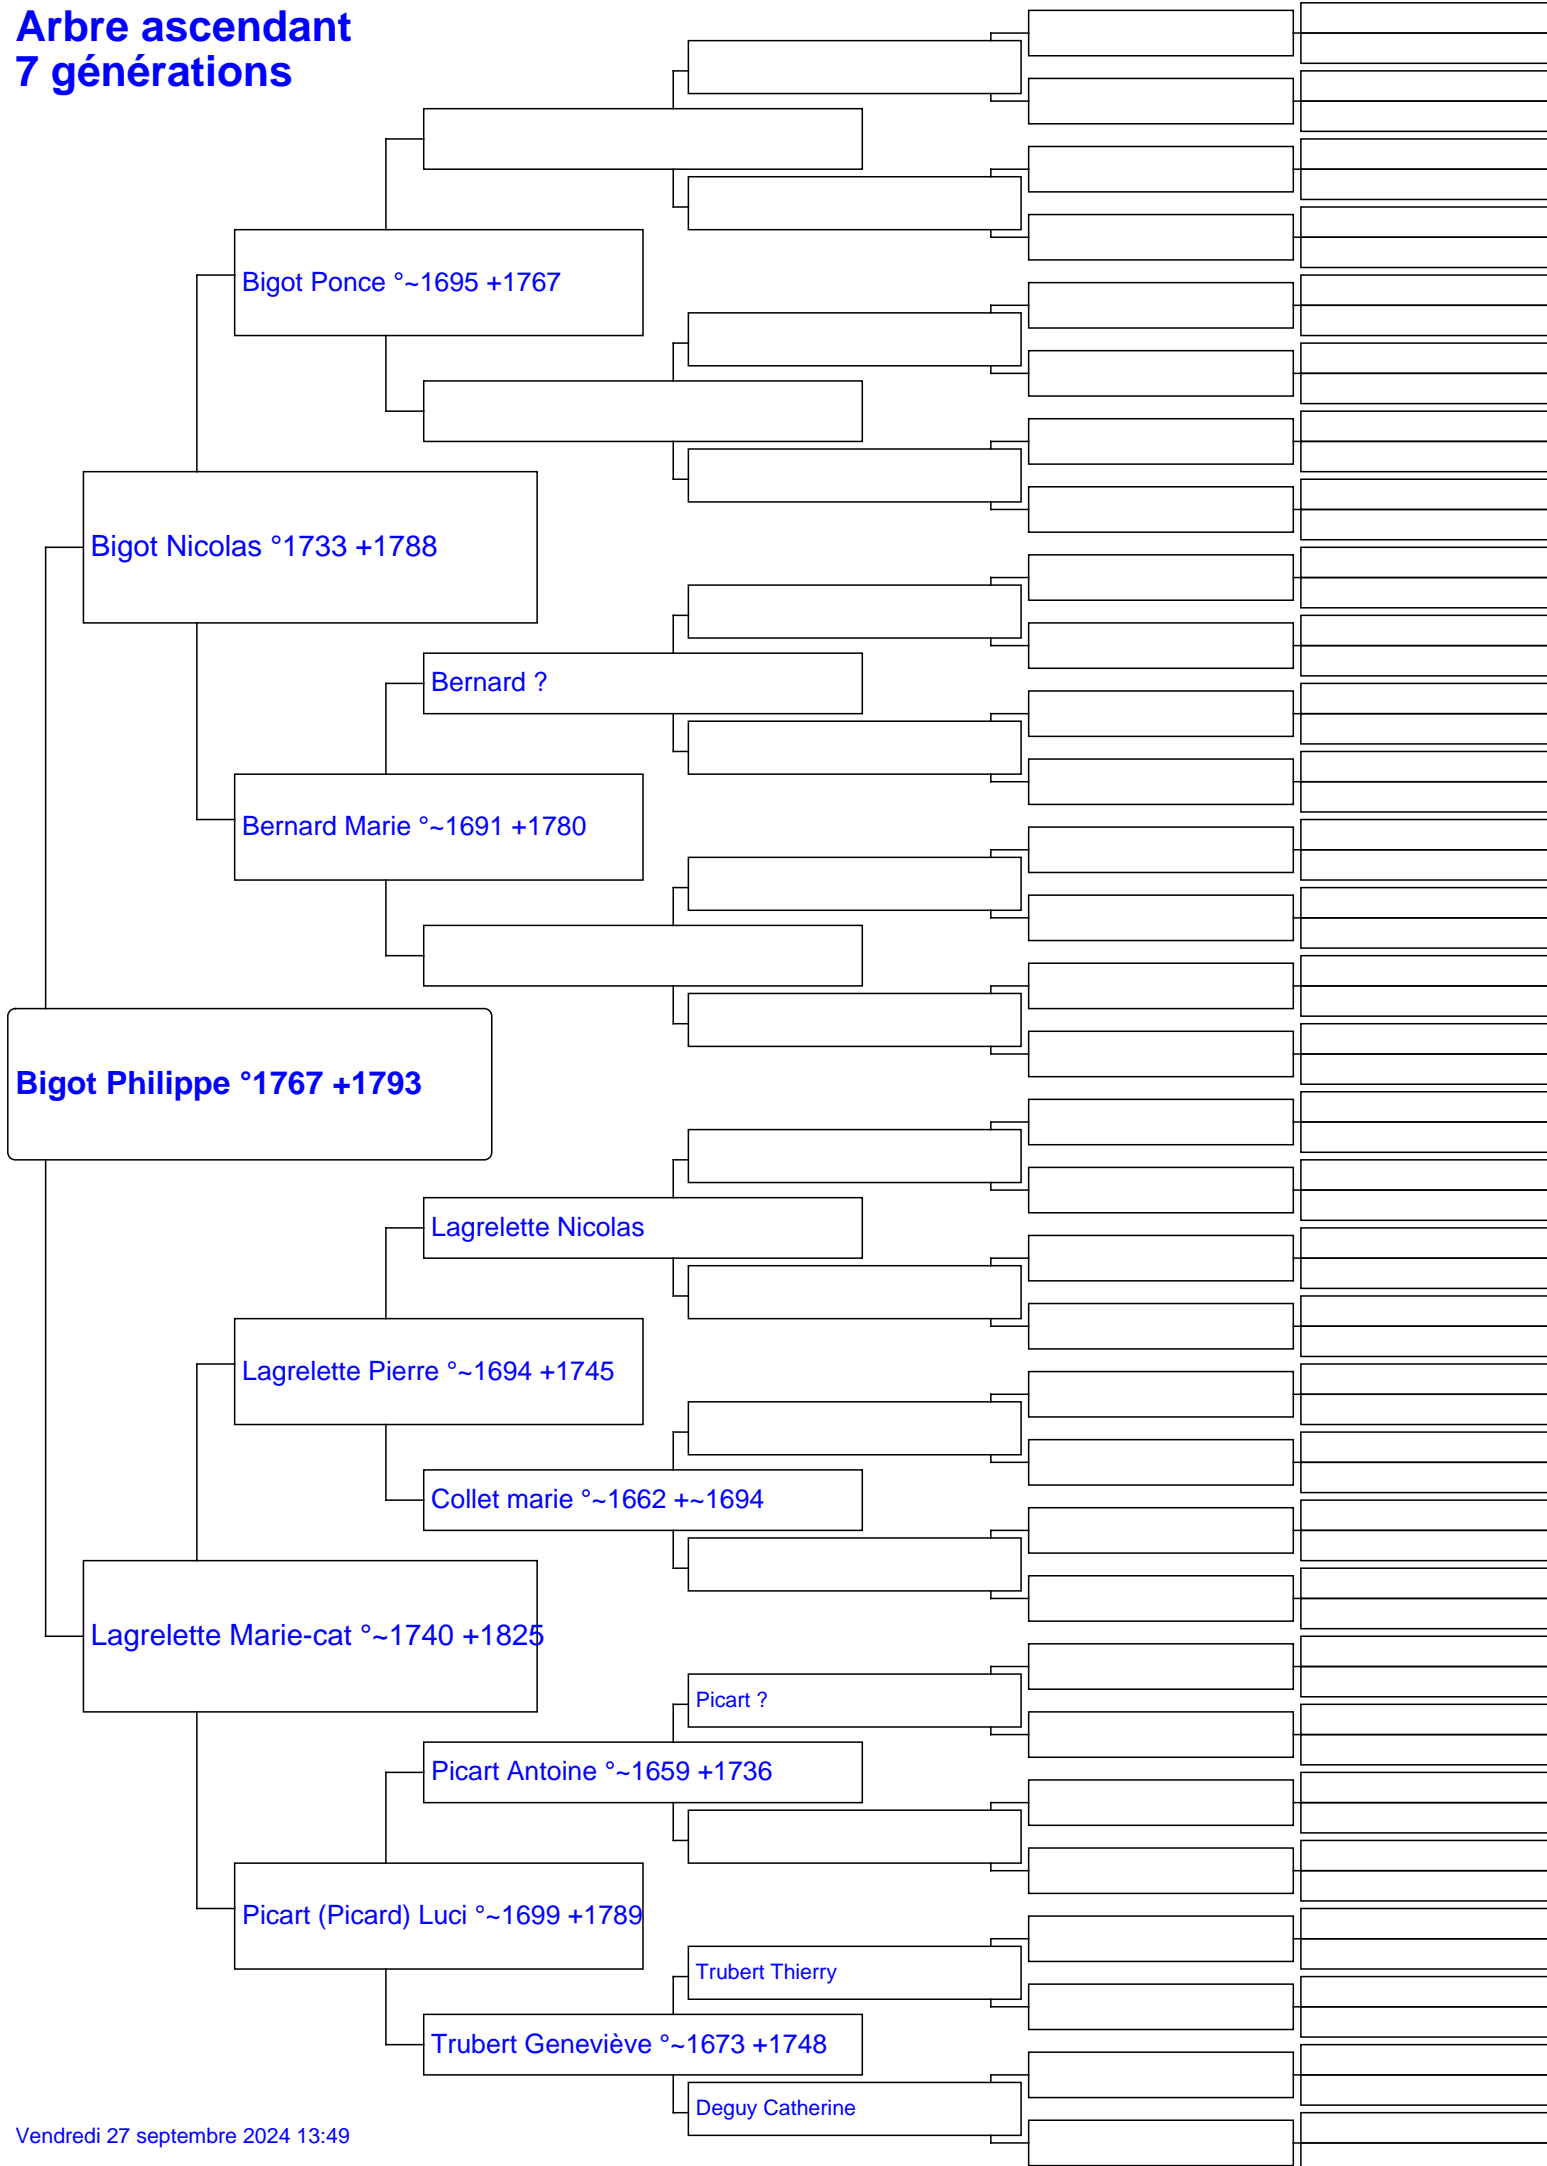 Arbre ascendant
7 générations
Bigot Ponce °~1695 +1767
Bigot Nicolas °1733 +1788
Bernard ?
Bernard Marie °~1691 +1780
Bigot Philippe °1767 +1793
Lagrelette Nicolas
Lagrelette Pierre °~1694 +1745
Collet marie °~1662 +~1694
Lagrelette Marie-cat °~1740 +1825
Picart ?
Picart Antoine °~1659 +1736
Picart (Picard) Luci °~1699 +1789
Trubert Thierry
Trubert Geneviève °~1673 +1748
Deguy Catherine
Vendredi 27 septembre 2024 13:49